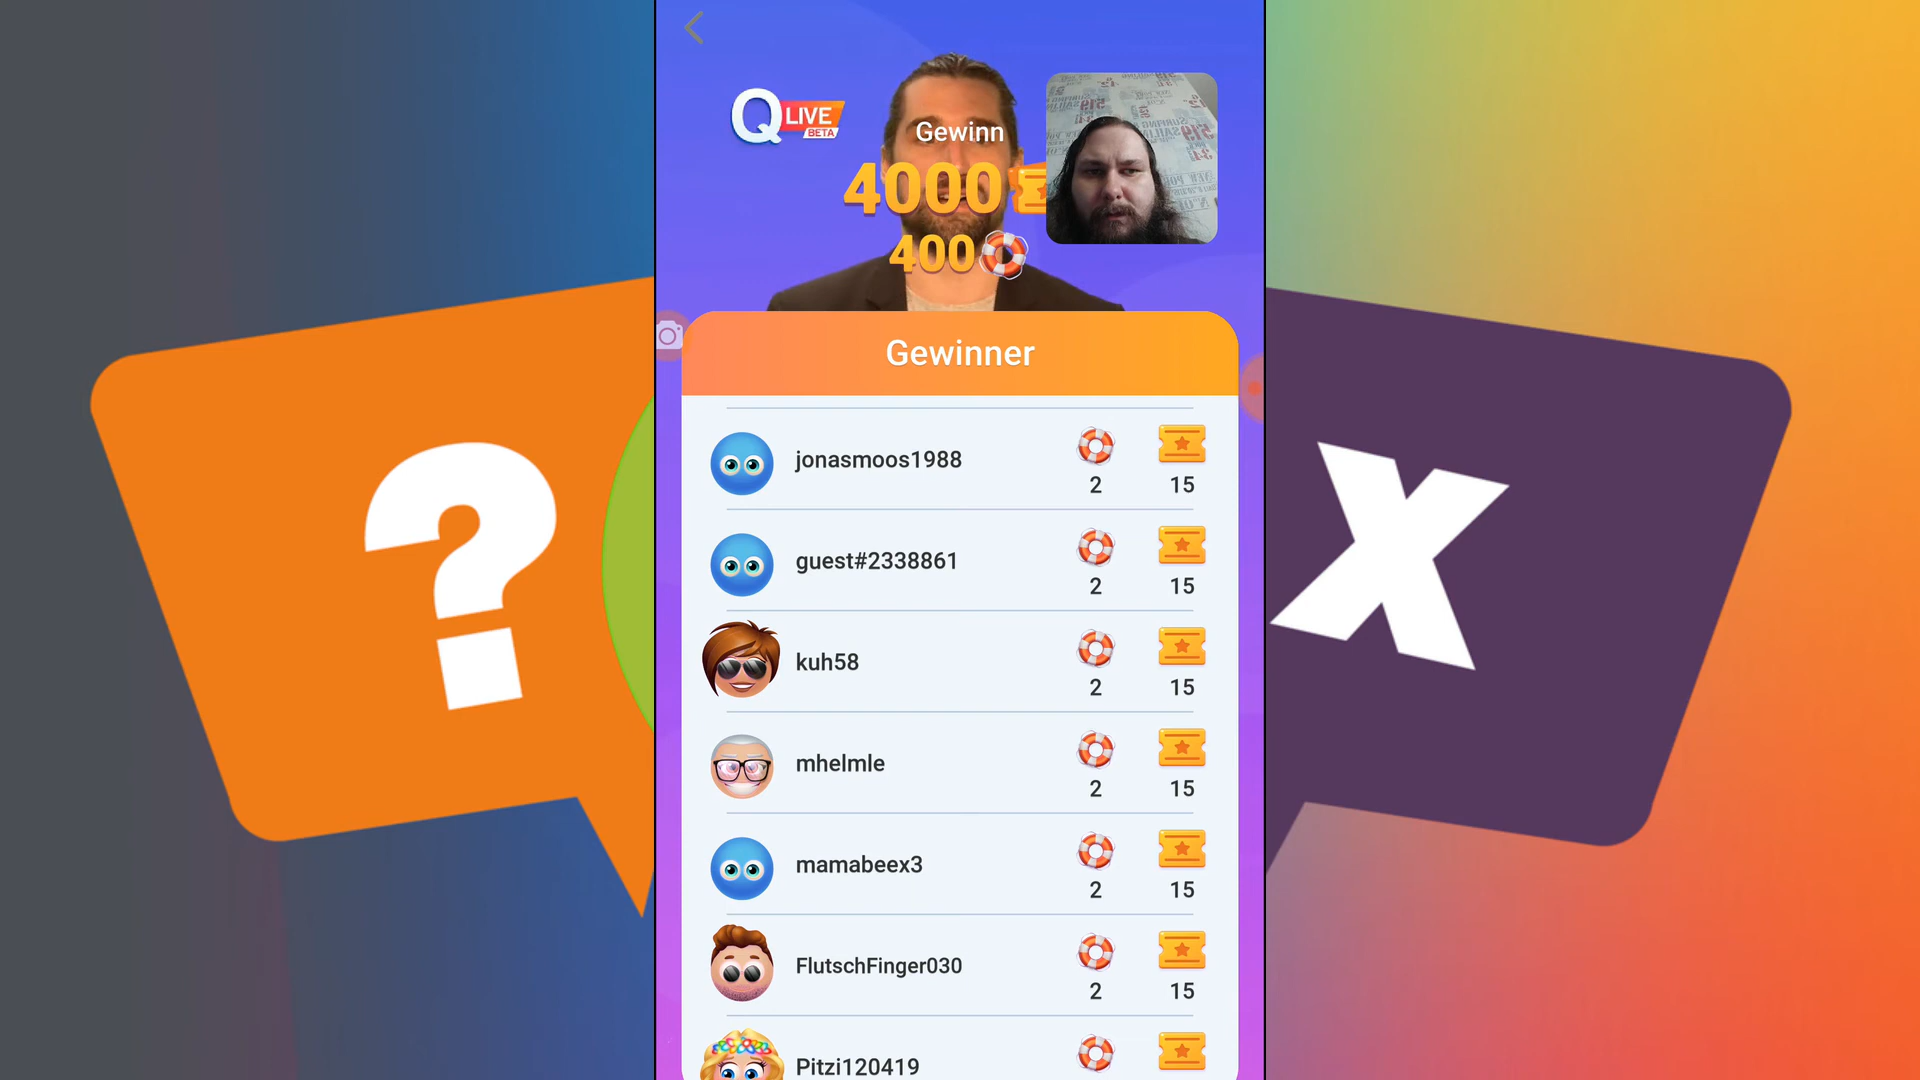 Q LIVE
BETA
Gewinn
4000
400
Gewinner
jonasmoos1988
2 15
guest#2338861
2 15
kuh58
2 15
mhelmle
2 15
mamabeex3
2 15
FlutschFinger030
2 15
Pitzi120419
?
X